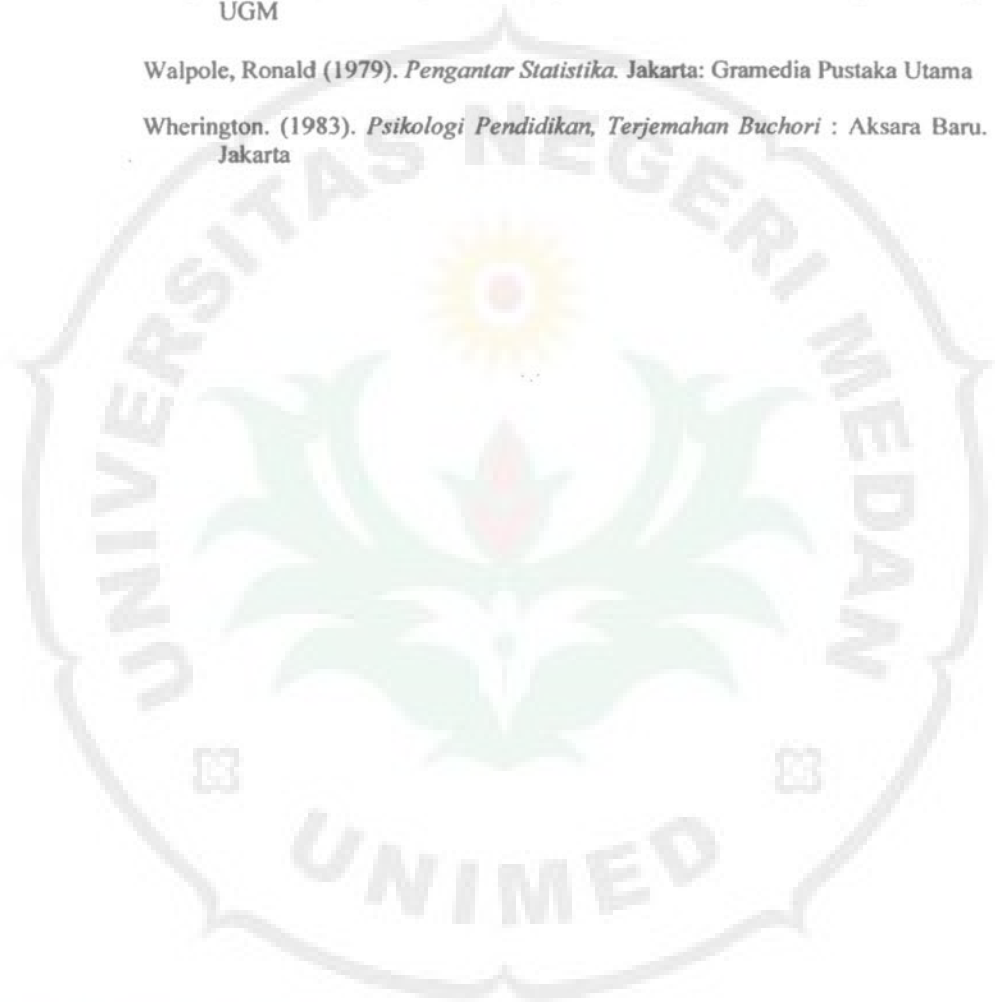 UGM
Walpole, Ronald (1979). Pengantar Statistika. Jakarta: Gramedia Pustaka Utama
Wherington. (1983). Psikologi Pendidikan, Terjemahan Buchori : Aksara Baru.
Jakarta
UNIVERSITAS NEGERI MEDAN
UNIMED